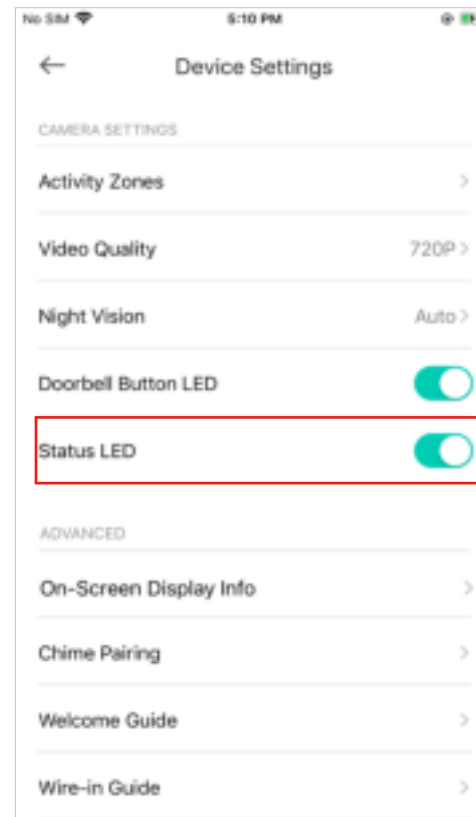 No SIM 5:10 PM
Device Settings
CAMERA SETTINGS
Activity Zones
Video Quality 720P
Night Vision Auto
Doorbell Button LED
Status LED
ADVANCED
On-Screen Display Info
Chime Pairing
Welcome Guide
Wire-in Guide